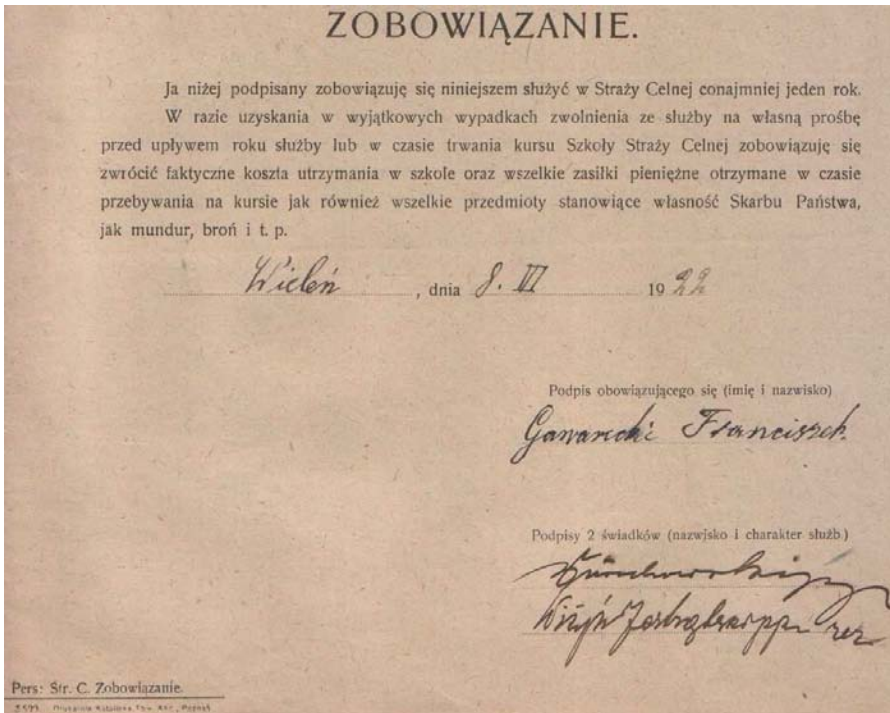 ZOBOWIĄZANIE.
Ja niżej podpisany zobowiązuję się niniejszem służyć w Straży Celnej conajmniej jeden rok.
W razie uzyskania w wyjątkowych wypadkach zwolnienia ze służby na własną prośbę
przed upływem roku służby lub w czasie trwania kursu Szkoły Straży Celnej zobowiązuję się
zwrócić faktyczne koszta utrzymania w szkole oraz wszelkie zasiłki pieniężne otrzymane w czasie
przebywania na kursie jak również wszelkie przedmioty stanowiące własność Skarbu Państwa,
jak mundur, broń i t. p.
Wieleń , dnia 8. VI 1922
Podpis obowiązującego się (imię i nazwisko)
Gawarecki Franciszek.
Podpisy 2 świadków (nazwisko i charakter służb.)
Pers: Str. C. Zobowiązanie.